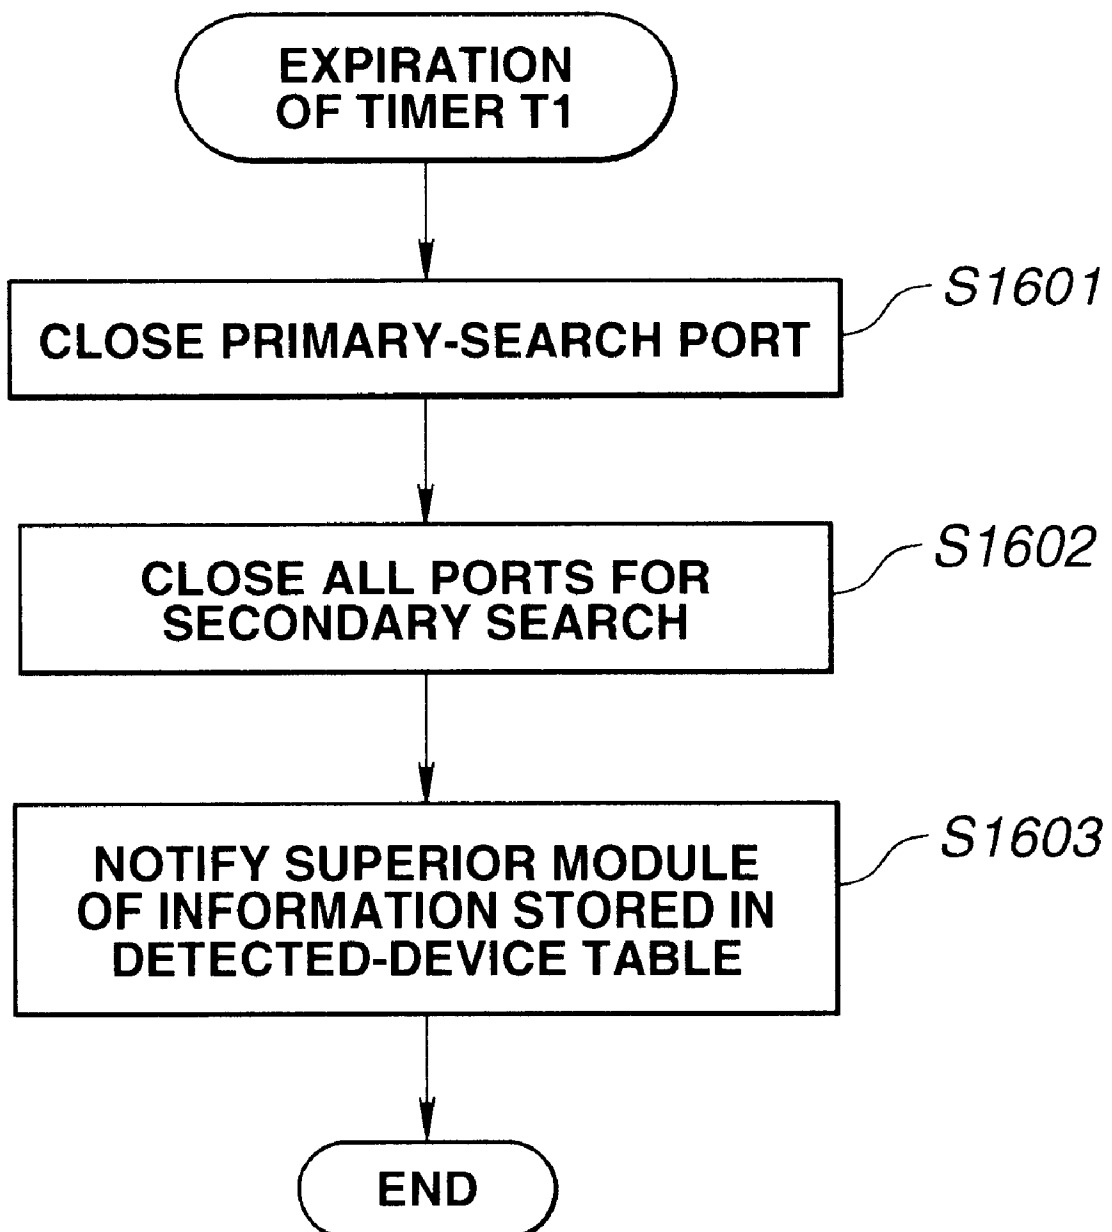 EXPIRATION
OF TIMER T1
S1601
CLOSE PRIMARY-SEARCH PORT
S1602
CLOSE ALL PORTS FOR
SECONDARY SEARCH
S1603
NOTIFY SUPERIOR MODULE
OF INFORMATION STORED IN
DETECTED-DEVICE TABLE
END